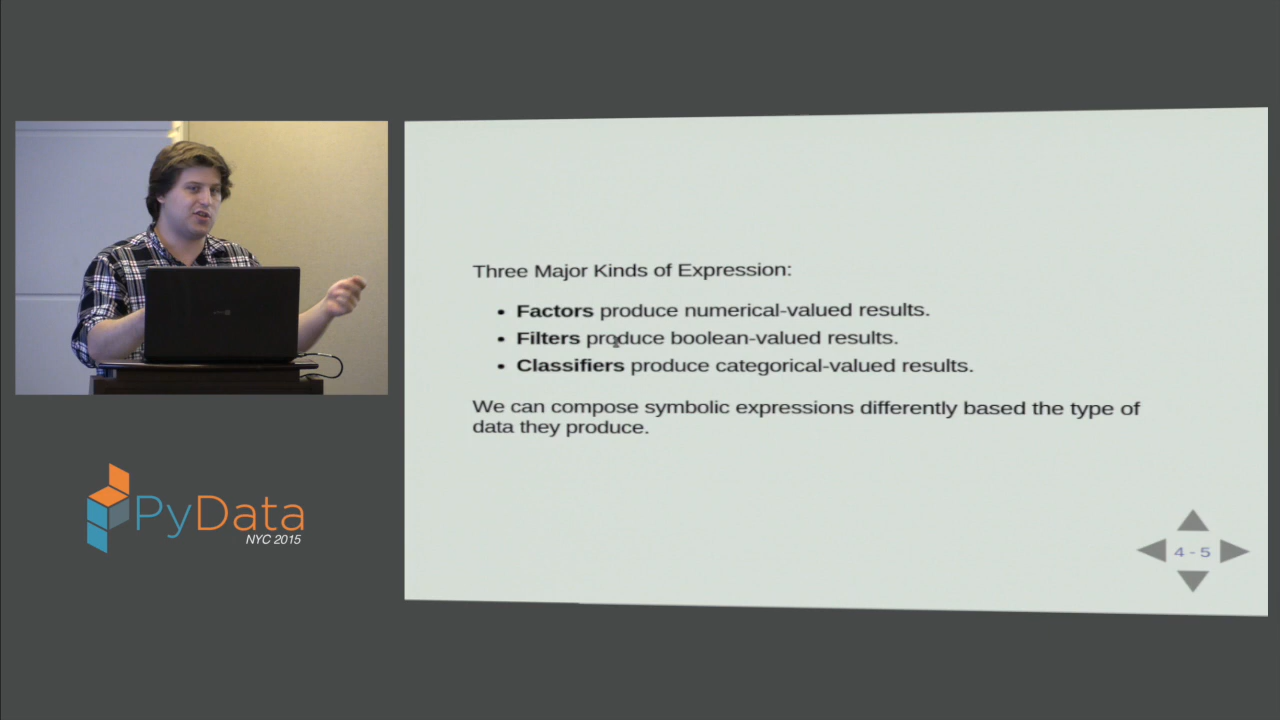 Three Major Kinds of Expression:
• Factors produce numerical-valued results.
• Filters produce boolean-valued results.
• Classifiers produce categorical-valued results.
We can compose symbolic expressions differently based the type of
data they produce.
4 - 5
PyData
NYC 2015